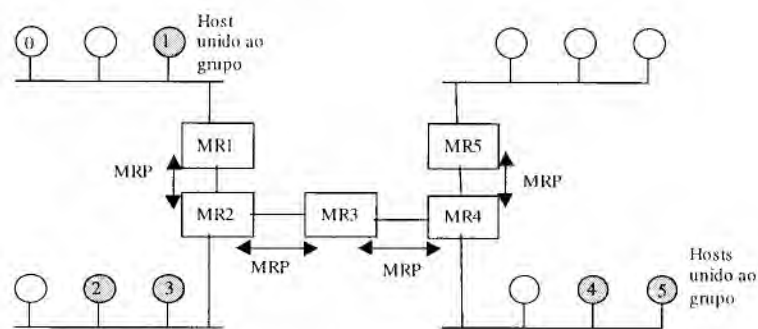 Host
unido ao
grupo
0
1
MR1
MR5
MRP
MRP
MR2
MR3
MR4
MRP
MRP
Hosts
unido ao
grupo
2
3
4
5